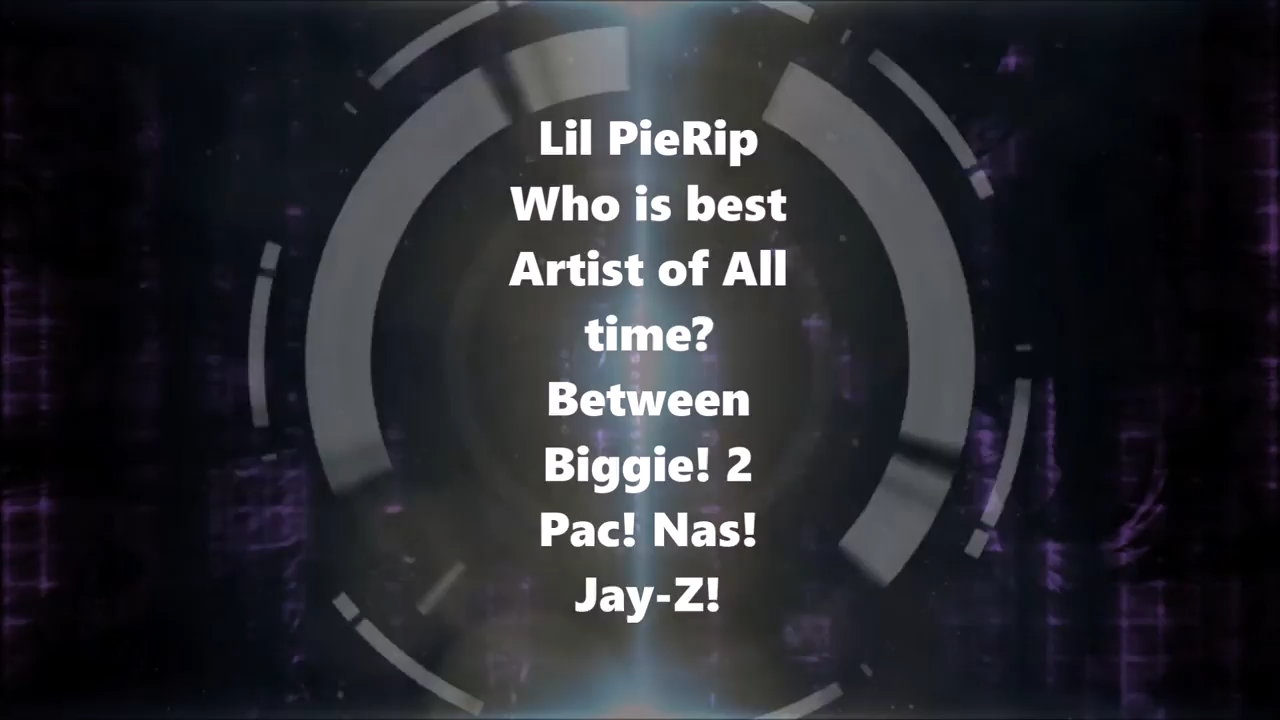 Lil PieRip
Who is best
Artist of All
time?
Between
Biggie! 2
Pac! Nas!
Jay-Z!